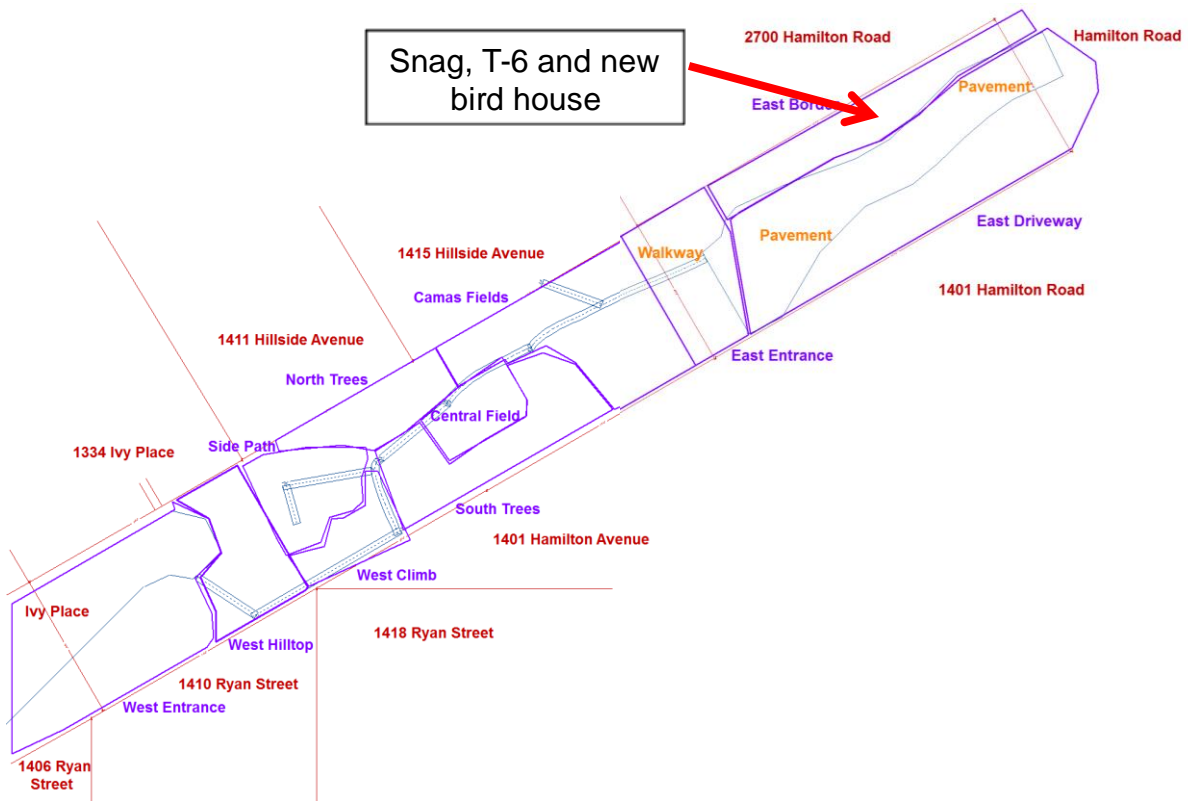 2700 Hamilton Road
Hamilton Road
Snag, T-6 and new
bird house
Pavement
East Border
East Driveway
Pavement
Walkway
1415 Hillside Avenue
Camas Fields
1401 Hamilton Road
1411 Hillside Avenue
East Entrance
North Trees
Central Field
Side Path
1334 Ivy Place
South Trees
1401 Hamilton Avenue
West Climb
Ivy Place
1418 Ryan Street
West Hilltop
1410 Ryan Street
West Entrance
1406 Ryan
Street